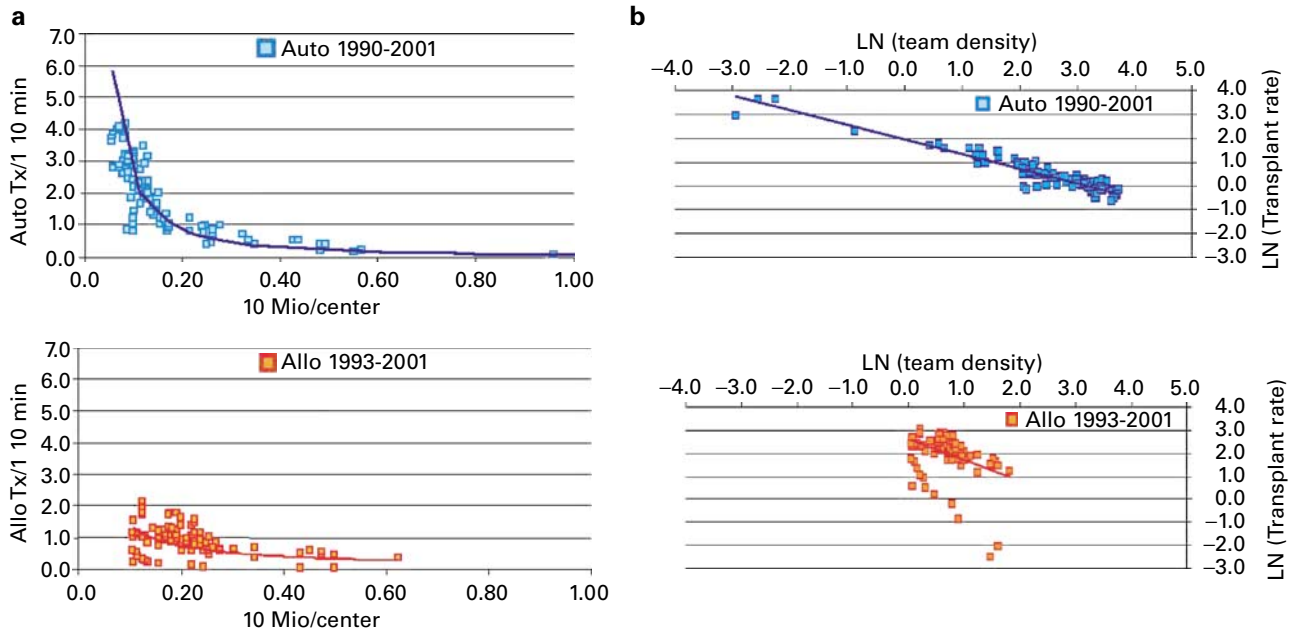 a
7.0
Auto 1990-2001
6.0
5.0
4.0
3.0
2.0
1.0
0.0
Auto Tx/1 10 min
0.0 0.20 0.40 0.60 0.80 1.00
10 Mio/center
7.0
Allo 1993-2001
6.0
5.0
4.0
3.0
2.0
1.0
0.0
Allo Tx/1 10 min
0.0 0.20 0.40 0.60 0.80 1.00
10 Mio/center
b
LN (team density)
−4.0 −3.0 −2.0 −1.0 0.0 1.0 2.0 3.0 4.0 5.0
Auto 1990-2001
4.0
3.0
2.0
1.0
0.0
−1.0
−2.0
−3.0
LN (Transplant rate)
LN (team density)
−4.0 −3.0 −2.0 −1.0 0.0 1.0 2.0 3.0 4.0 5.0
Allo 1993-2001
4.0
3.0
2.0
1.0
0.0
−1.0
−2.0
−3.0
LN (Transplant rate)